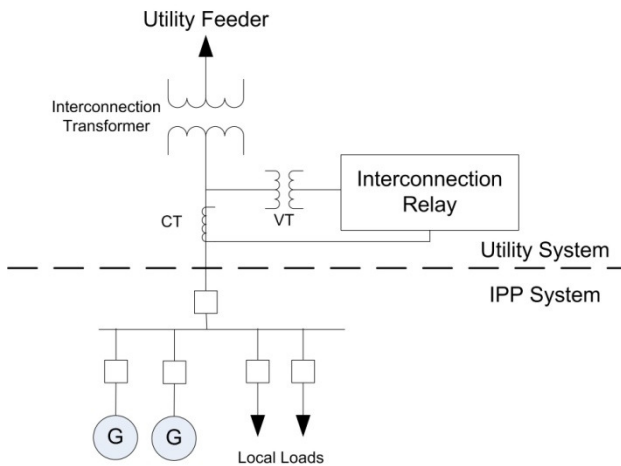 Utility Feeder
Interconnection
Transformer
Interconnection
Relay
CT
VT
Utility System
IPP System
G
G
Local Loads